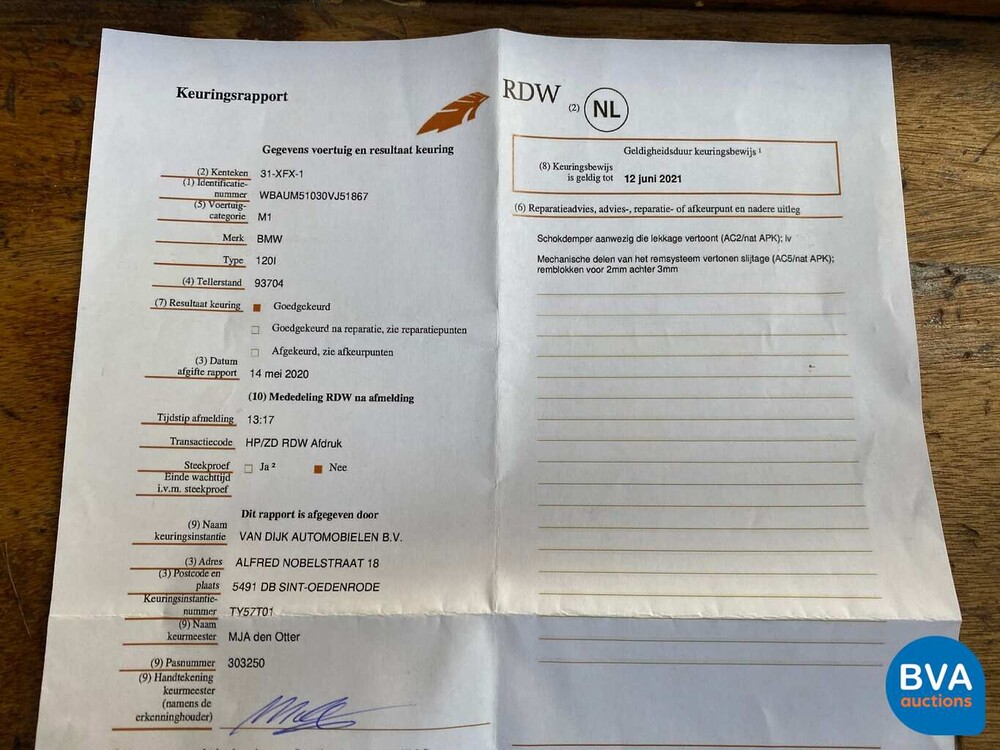 Keuringsrapport
RDW (2) NL
Gegevens voertuig en resultaat keuring
(2) Kenteken 31-XFX-1
(1) Identificatie-
nummer WBAUM51030VJ51867
(5) Voertuig-
categorie M1
Merk BMW
Type 120I
(4) Tellerstand 93704
(7) Resultaat keuring Goedgekeurd
Goedgekeurd na reparatie, zie reparatiepunten
Afgekeurd, zie afkeurpunten
(3) Datum
afgifte rapport 14 mei 2020
(10) Mededeling RDW na afmelding
Tijdstip afmelding 13:17
Transactiecode HP/ZD RDW Afdruk
Steekproef Ja ² Nee
Einde wachttijd
i.v.m. steekproef
Dit rapport is afgegeven door
(9) Naam
keuringsinstantie VAN DIJK AUTOMOBIELEN B.V.
(3) Adres ALFRED NOBELSTRAAT 18
(3) Postcode en
plaats 5491 DB SINT-OEDENRODE
Keuringsinstantie-
nummer TY57T01
(9) Naam
keurmeester MJA den Otter
(9) Pasnummer 303250
(9) Handtekening
keurmeester
(namens de
erkenninghouder)
Geldigheidsduur keuringsbewijs ¹
(8) Keuringsbewijs
is geldig tot 12 juni 2021
(6) Reparatieadvies, advies-, reparatie- of afkeurpunt en nadere uitleg
Schokdemper aanwezig die lekkage vertoont (AC2/nat APK); lv
Mechanische delen van het remsysteem vertonen slijtage (AC5/nat APK);
remblokken voor 2mm achter 3mm
BVA
auctions